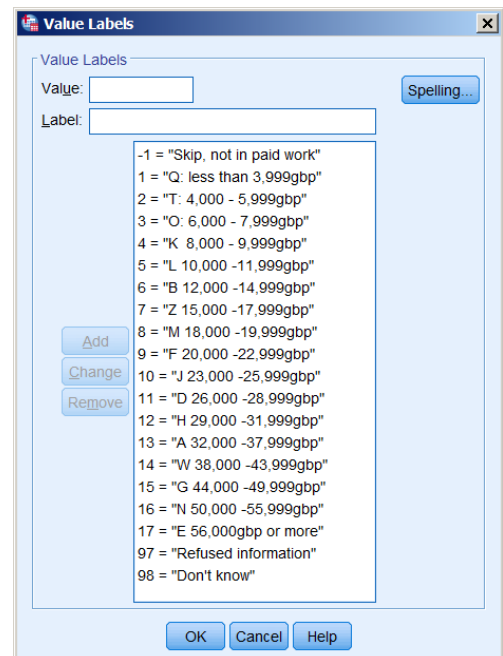 Value Labels
Value Labels
Value:
Spelling...
Label:
-1 = "Skip, not in paid work"
1 = "Q: less than 3,999gbp"
2 = "T: 4,000 - 5,999gbp"
3 = "O: 6,000 - 7,999gbp"
4 = "K  8,000 - 9,999gbp"
5 = "L 10,000 -11,999gbp"
6 = "B 12,000 -14,999gbp"
7 = "Z 15,000 -17,999gbp"
8 = "M 18,000 -19,999gbp"
9 = "F 20,000 -22,999gbp"
10 = "J 23,000 -25,999gbp"
11 = "D 26,000 -28,999gbp"
12 = "H 29,000 -31,999gbp"
13 = "A 32,000 -37,999gbp"
14 = "W 38,000 -43,999gbp"
15 = "G 44,000 -49,999gbp"
16 = "N 50,000 -55,999gbp"
17 = "E 56,000gbp or more"
97 = "Refused information"
98 = "Don't know"
Add
Change
Remove
OK Cancel Help